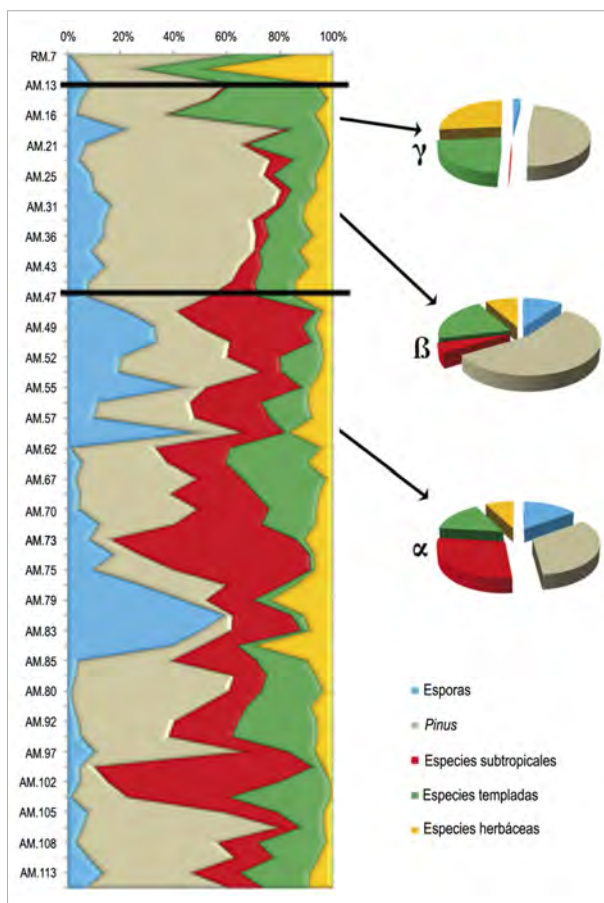 0% 20% 40% 60% 80% 100%
RM.7
AM.13
AM.16
AM.21
AM.25
AM.31
AM.36
AM.43
AM.47
AM.49
AM.52
AM.55
AM.57
AM.62
AM.67
AM.70
AM.73
AM.75
AM.79
AM.83
AM.85
AM.80
AM.92
AM.97
AM.102
AM.105
AM.108
AM.113
γ
ß
α
Esporas
Pinus
Especies subtropicales
Especies templadas
Especies herbáceas